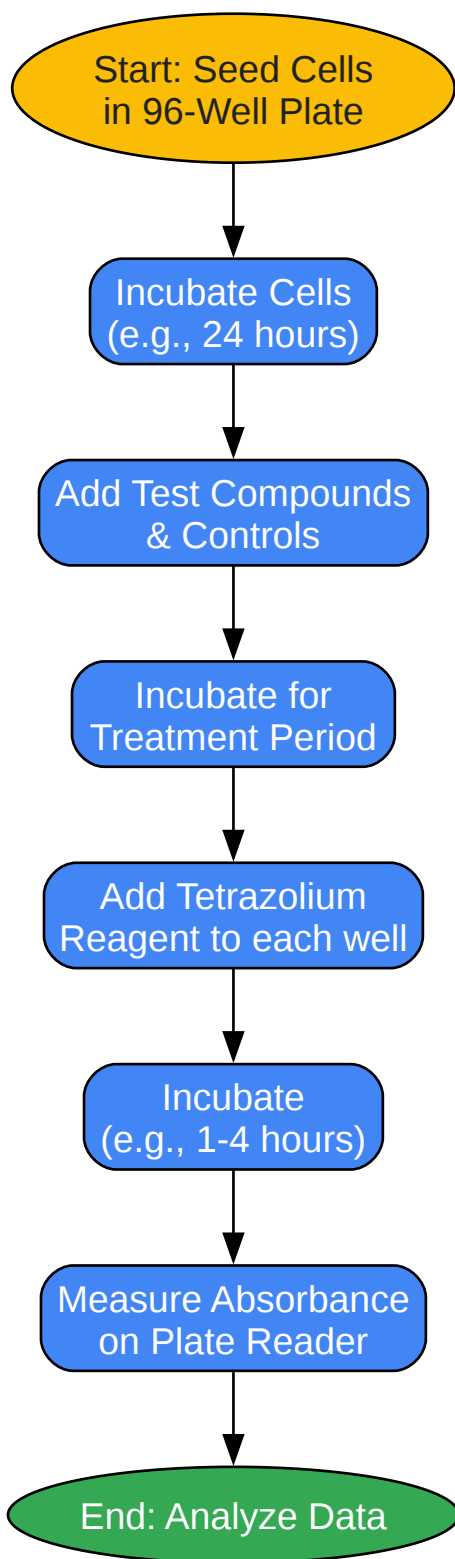 Start: Seed Cells
in 96-Well Plate
Incubate Cells
(e.g., 24 hours)
Add Test Compounds
& Controls
Incubate for
Treatment Period
Add Tetrazolium
Reagent to each well
Incubate
(e.g., 1-4 hours)
Measure Absorbance
on Plate Reader
End: Analyze Data